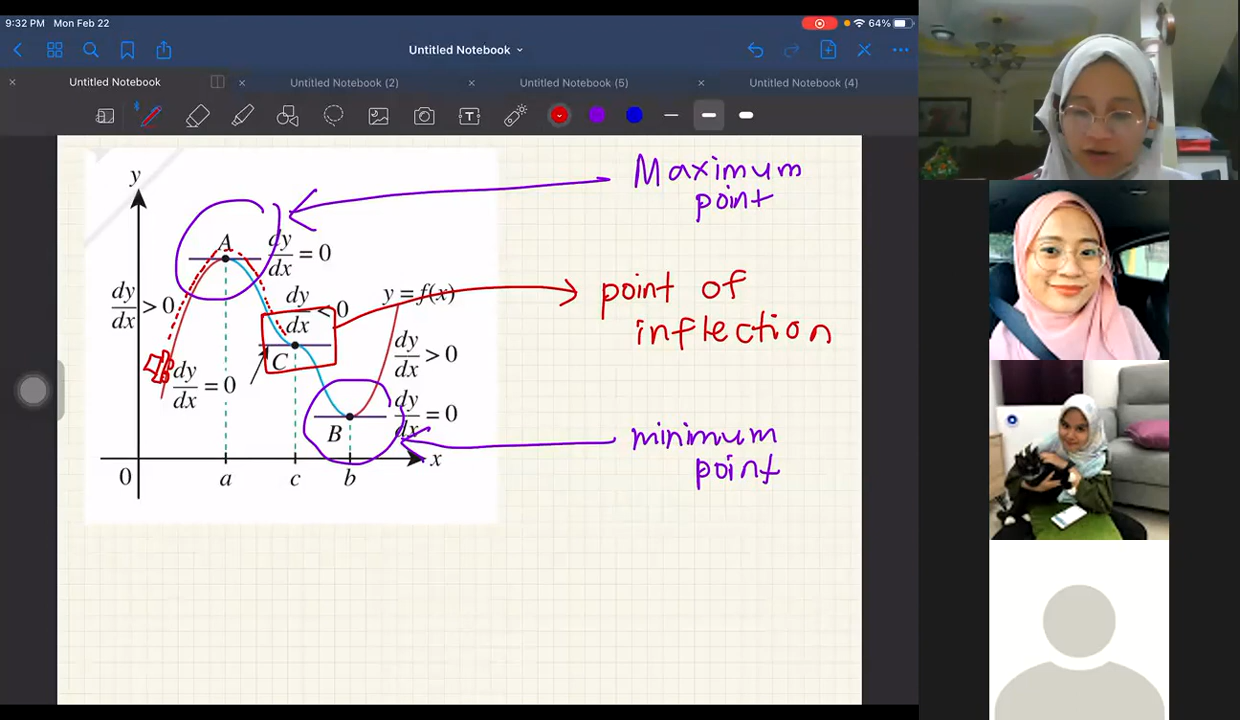 9:32 PM Mon Feb 22
64%
Untitled Notebook
Untitled Notebook
Untitled Notebook (2)
Untitled Notebook (5)
Untitled Notebook (4)
T
Maximum
point
point of
inflection
minimum
point
y
A
dy/dx = 0
dy/dx > 0
dy/dx < 0
y = f(x)
C
dy/dx = 0
dy/dx > 0
B
dy/dx = 0
x
0
a
c
b